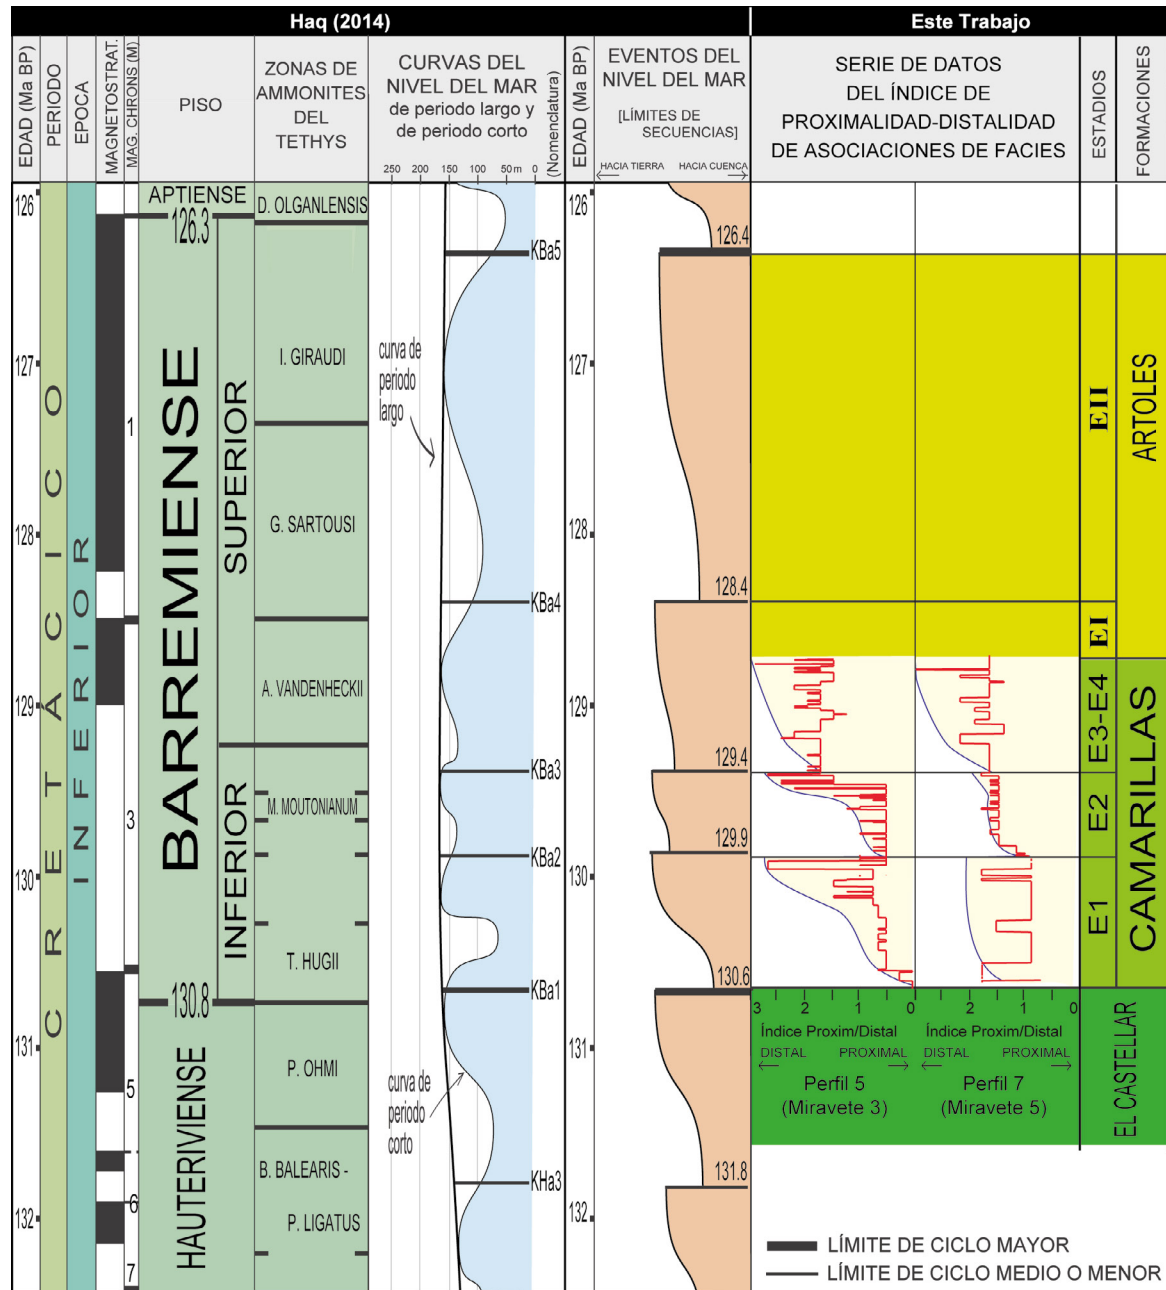 Haq (2014)
Este Trabajo
EDAD (Ma BP)
PERIODO
EPOCA
MAGNETOSTRAT.
MAG. CHRONS (M)
PISO
ZONAS DE
AMMONITES
DEL
TETHYS
CURVAS DEL
NIVEL DEL MAR
de periodo largo y
de periodo corto
(Nomenclatura)
250
150
100
50m
0
EDAD (Ma BP)
EVENTOS DEL
NIVEL DEL MAR
[LÍMITES DE
SECUENCIAS]
HACIA TIERRA
HACIA CUENCA
SERIE DE DATOS
DEL ÍNDICE DE
PROXIMALIDAD-DISTALIDAD
DE ASOCIACIONES DE FACIES
ESTADIOS
FORMACIONES
126
127
128
129
130
131
132
CRETÁCICO
INFERIOR
1
3
5
6
7
APTIENSE
126.3
BARREMIENSE
SUPERIOR
INFERIOR
130.8
HAUTERIVIENSE
D. OLGANLENSIS
I. GIRAUDI
G. SARTOUSI
A. VANDENHECKII
M. MOUTONIANUM
T. HUGII
P. OHMI
B. BALEARIS -
P. LIGATUS
curva de
periodo
largo
curva de
periodo
corto
KBa5
KBa4
KBa3
KBa2
KBa1
KHa3
126
127
128
129
130
131
132
126.4
128.4
129.4
129.9
130.6
131.8
EII
EI
E3-E4
E2
E1
ARTOLES
CAMARILLAS
EL CASTELLAR
3 2 1 0
2 1 0
Índice Proxim/Distal
Índice Proxim/Distal
DISTAL PROXIMAL
DISTAL PROXIMAL
Perfil 5
(Miravete 3)
Perfil 7
(Miravete 5)
LÍMITE DE CICLO MAYOR
LÍMITE DE CICLO MEDIO O MENOR